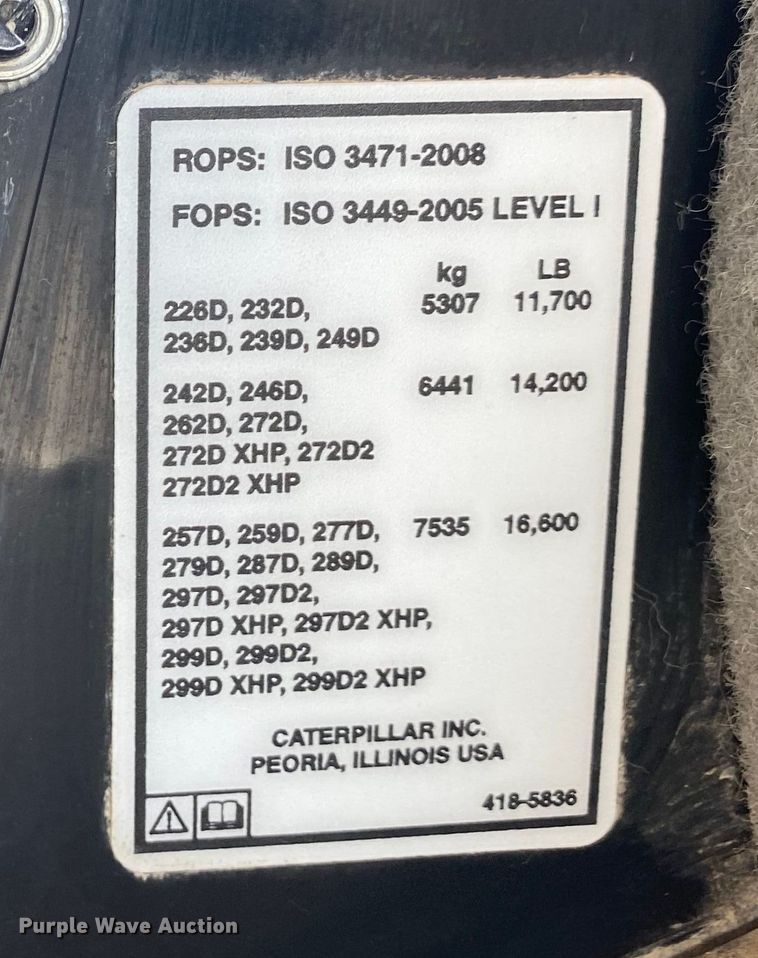 ROPS: ISO 3471-2008
FOPS: ISO 3449-2005 LEVEL I
kg LB
226D, 232D, 5307 11,700
236D, 239D, 249D
242D, 246D, 6441 14,200
262D, 272D,
272D XHP, 272D2
272D2 XHP
257D, 259D, 277D, 7535 16,600
279D, 287D, 289D,
297D, 297D2,
297D XHP, 297D2 XHP,
299D, 299D2,
299D XHP, 299D2 XHP
CATERPILLAR INC.
PEORIA, ILLINOIS USA
418-5836
Purple Wave Auction